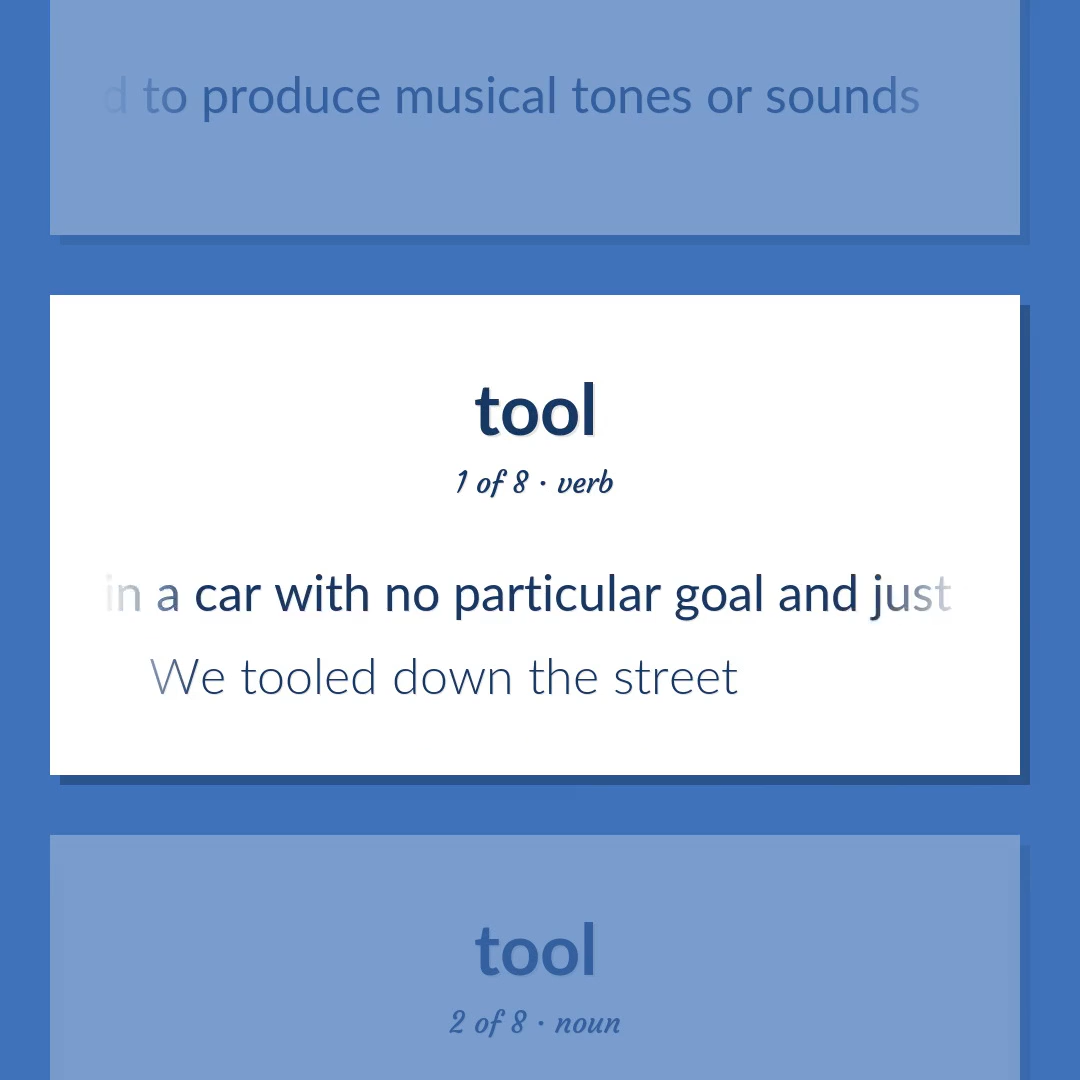 d to produce musical tones or sounds
tool
1 of 8 · verb
in a car with no particular goal and just
We tooled down the street
tool
2 of 8 · noun